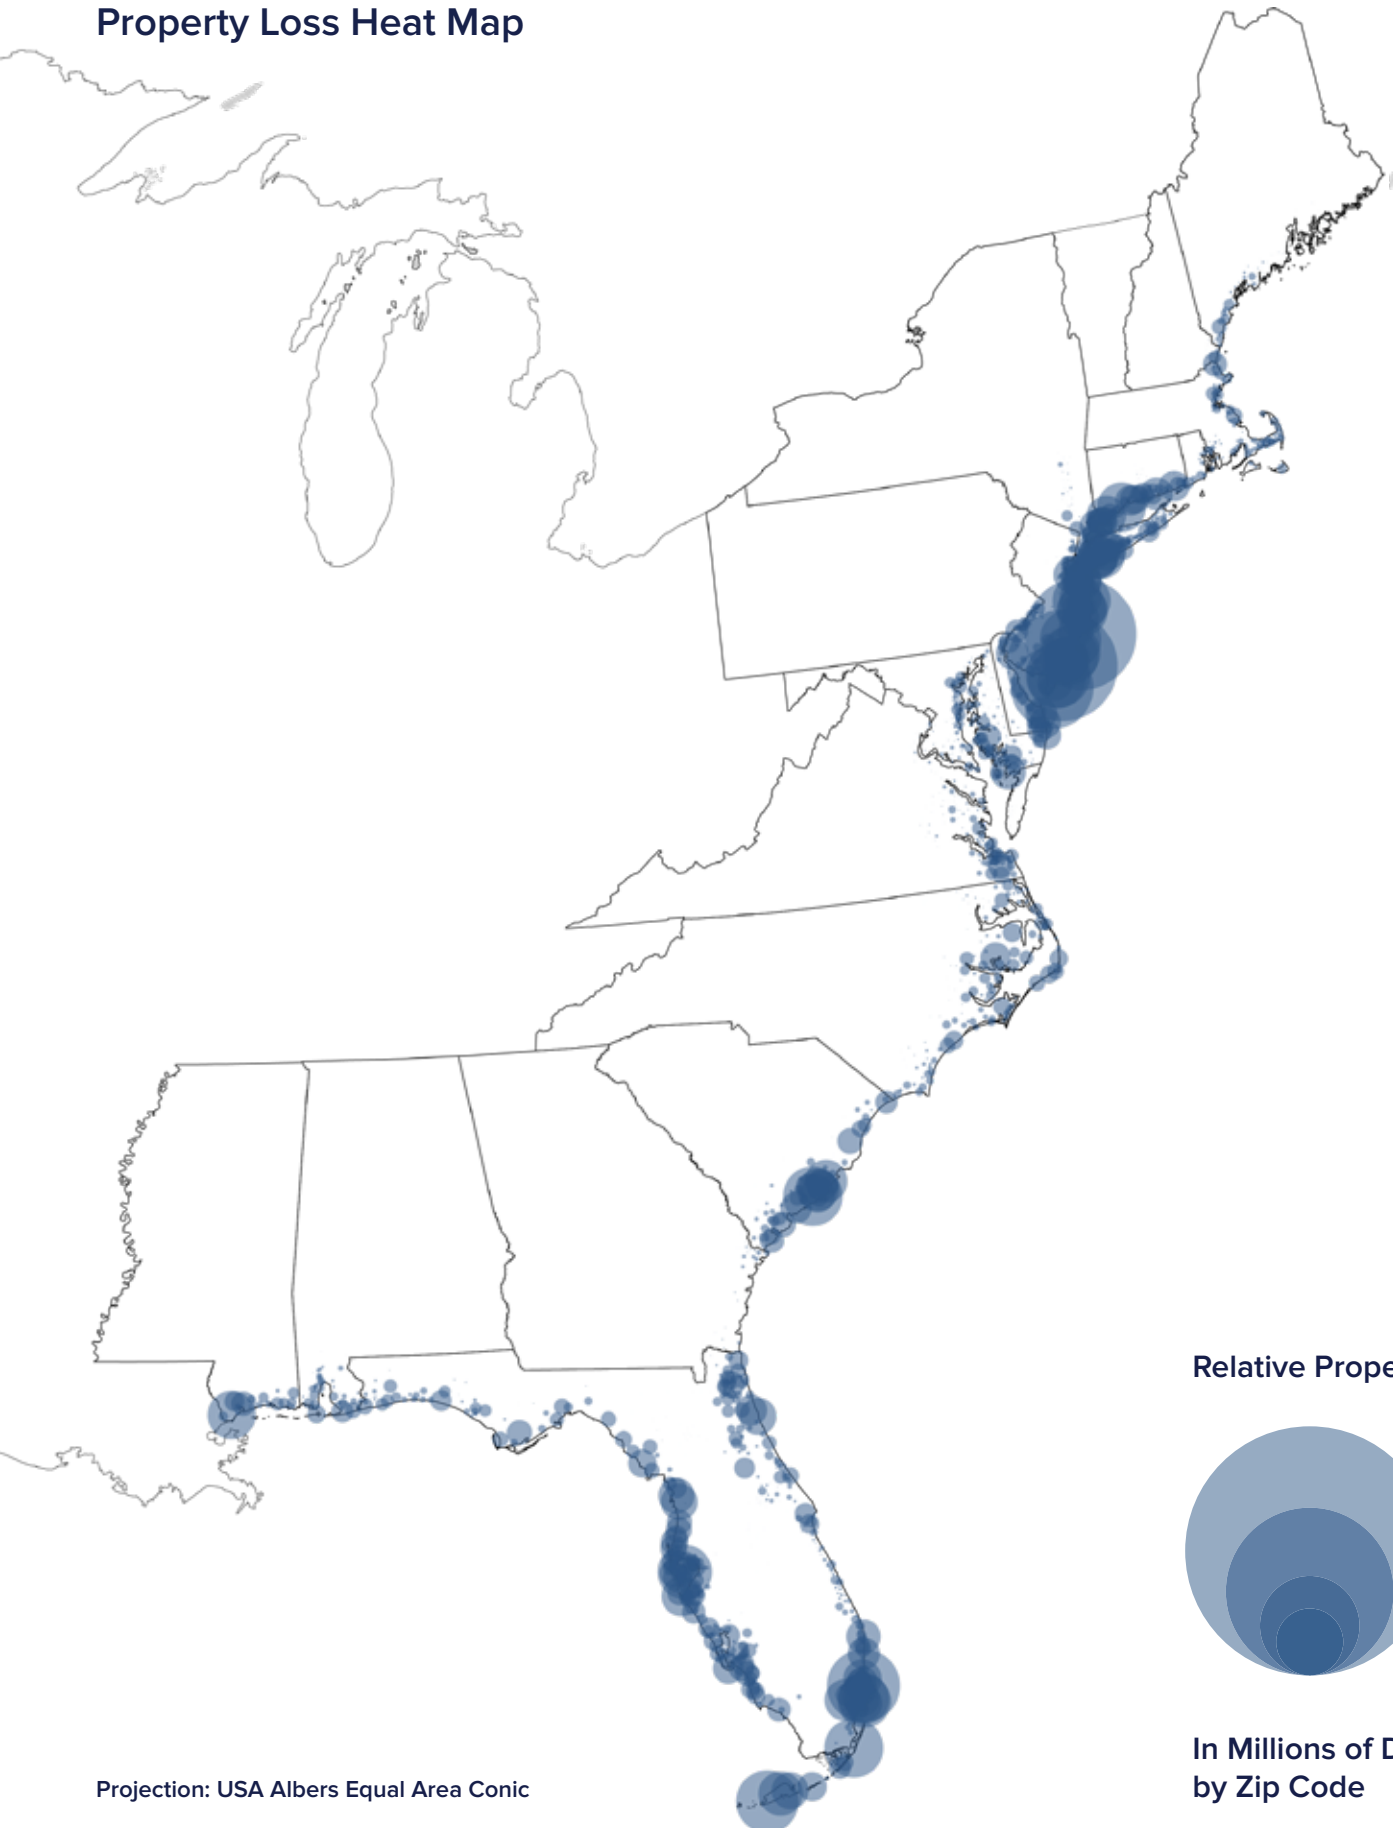 Property Loss Heat Map
Relative Prope
In Millions of D
by Zip Code
Projection: USA Albers Equal Area Conic